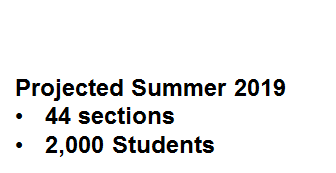 Projected Summer 2019
• 44 sections
• 2,000 Students